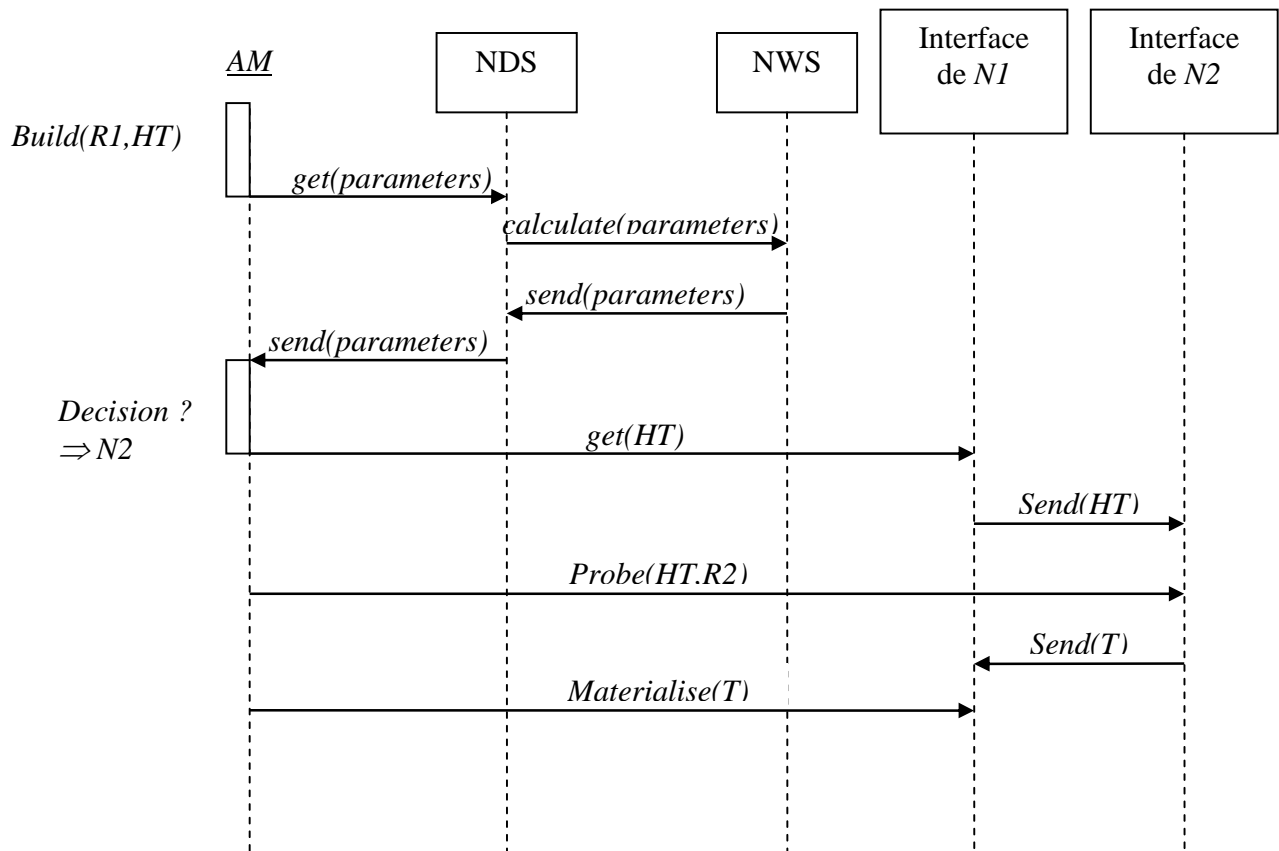 AM
NDS
NWS
Interface
de N1
Interface
de N2
Build(R1,HT)
get(parameters)
calculate(parameters)
send(parameters)
send(parameters)
Decision ?
⇒ N2
get(HT)
Send(HT)
Probe(HT,R2)
Send(T)
Materialise(T)